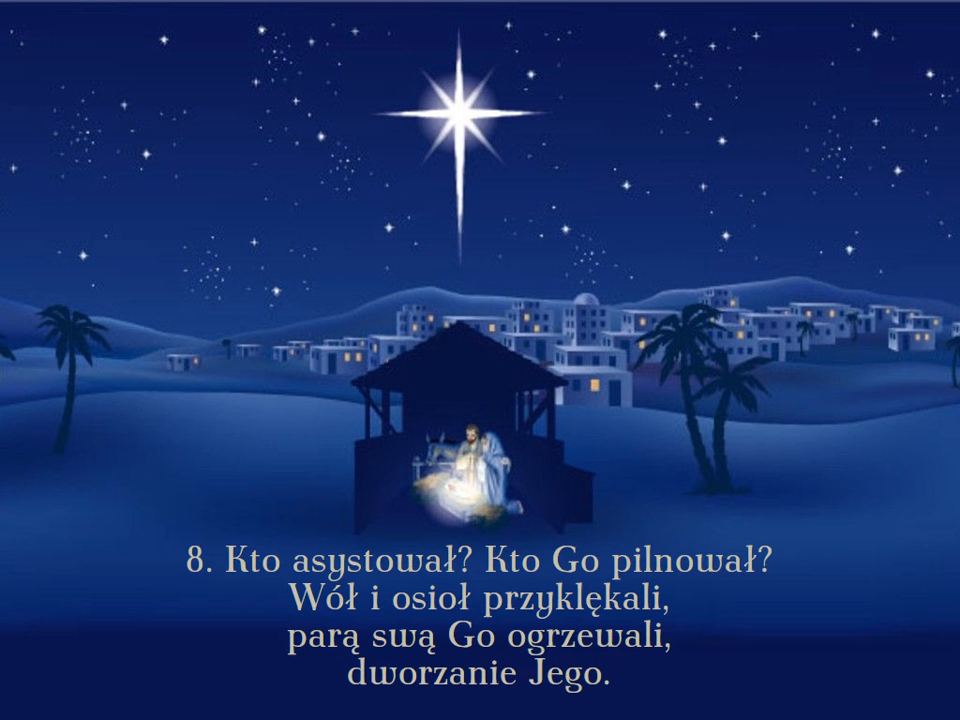 8. Kto asystował? Kto Go pilnował?
Wół i osioł przyklękali,
parą swą Go ogrzewali,
dworzanie Jego.